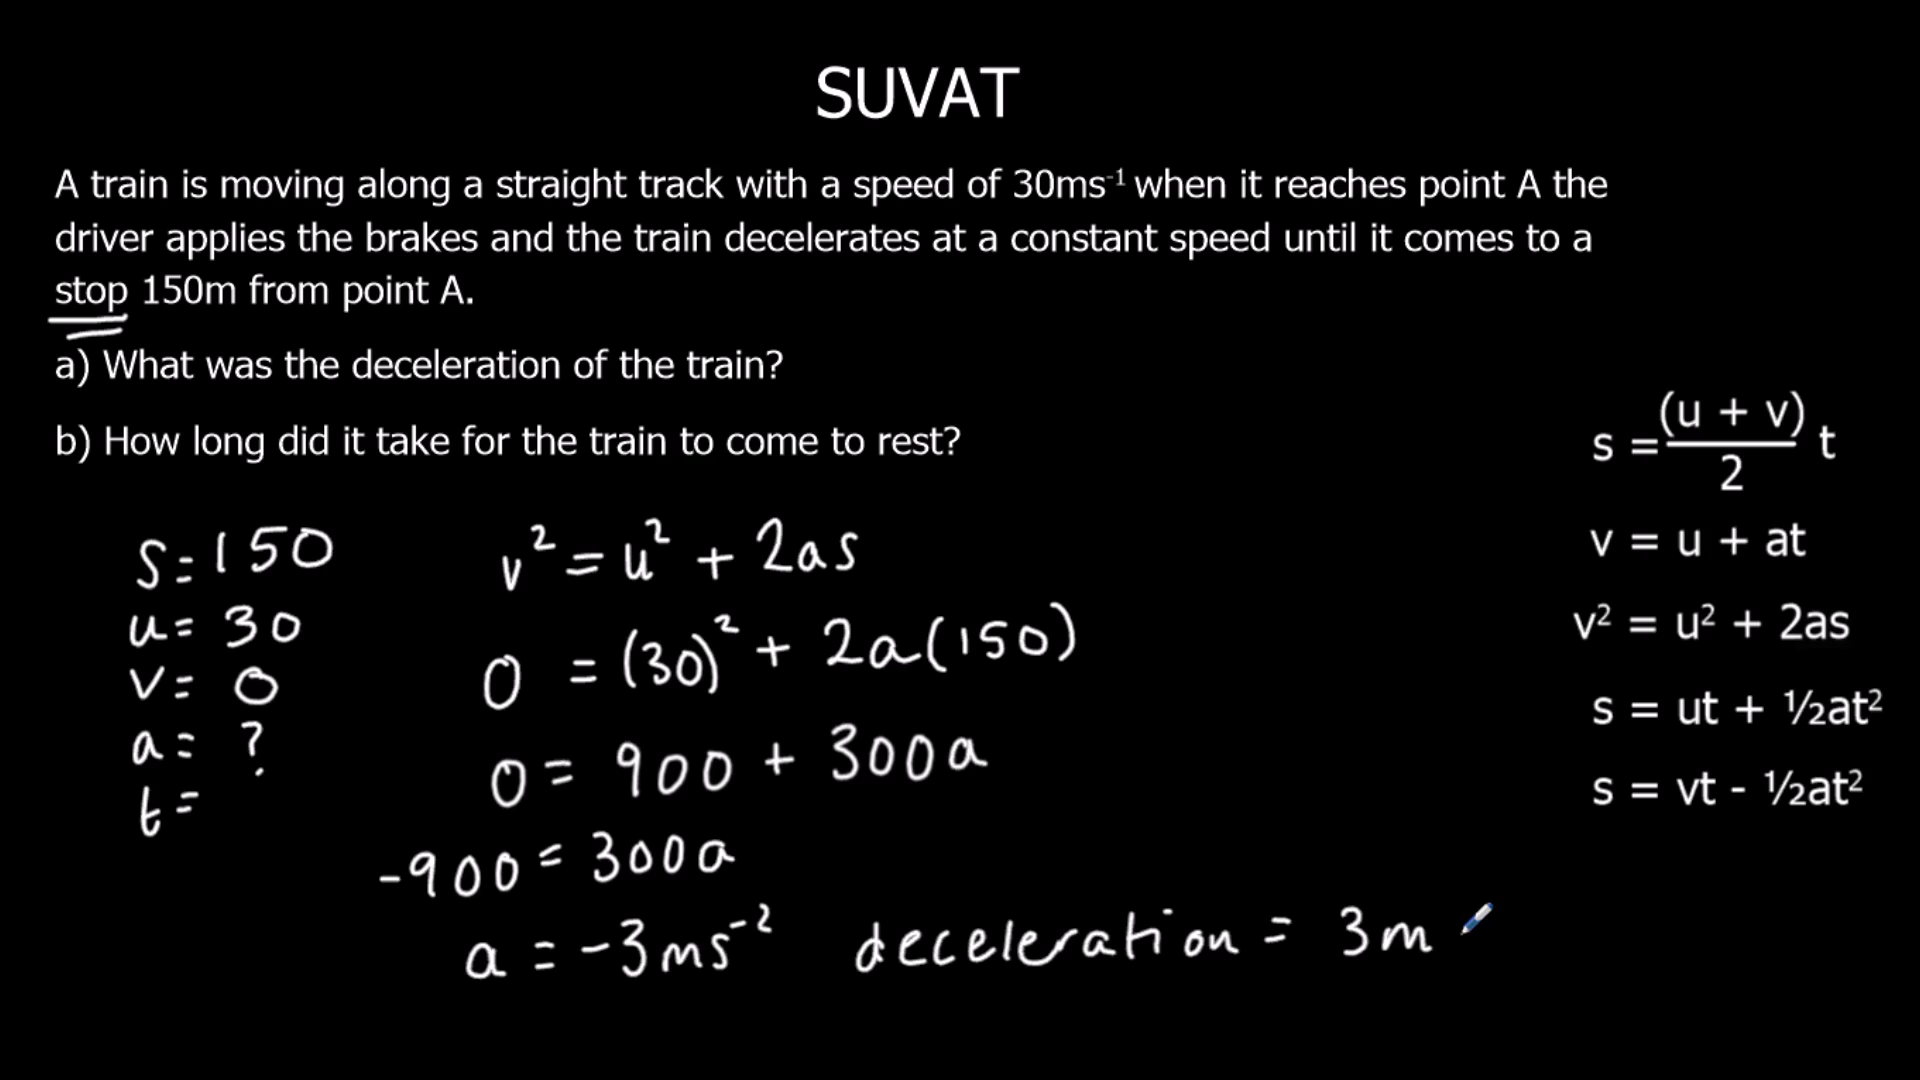 SUVAT
A train is moving along a straight track with a speed of 30ms⁻¹ when it reaches point A the
driver applies the brakes and the train decelerates at a constant speed until it comes to a
stop 150m from point A.
a) What was the deceleration of the train?
b) How long did it take for the train to come to rest?
s = 150
u = 30
v = 0
a = ?
t =
v² = u² + 2as
0 = (30)² + 2a(150)
0 = 900 + 300a
-900 = 300a
a = -3ms⁻² deceleration = 3m
s = (u + v)/2 t
v = u + at
v² = u² + 2as
s = ut + ½at²
s = vt - ½at²